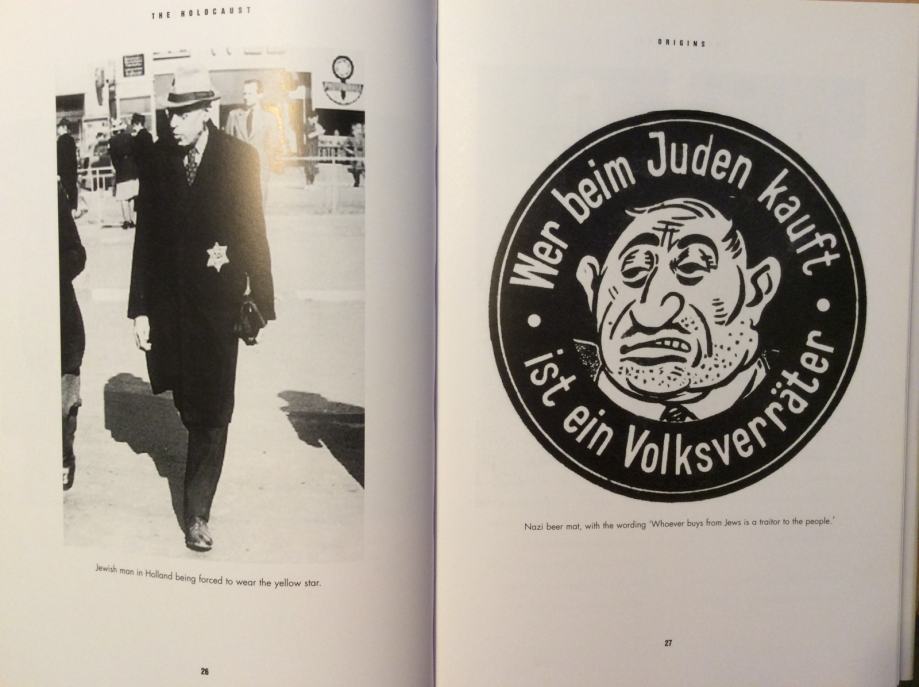 THE HOLOCAUST
Jewish man in Holland being forced to wear the yellow star.
26
ORIGINS
Wer beim Juden kauft
ist ein Volksverräter
Nazi beer mat, with the wording 'Whoever buys from Jews is a traitor to the people.'
27